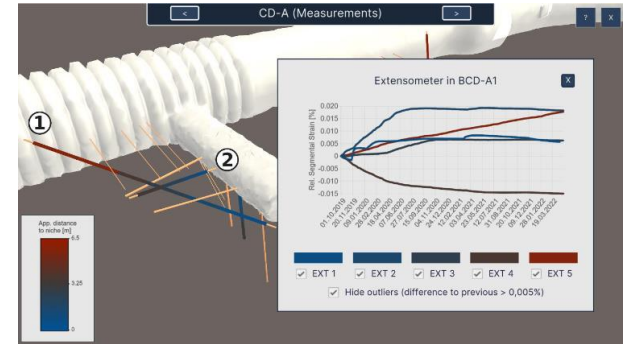 < CD-A (Measurements) >
? X
①
②
Extensometer in BCD-A1 X
Rel. Segmental Strain [%]
0.020
0.015
0.010
0.005
0
-0.005
-0.010
-0.015
01.10.2019 20.11.2019 09.01.2020 28.02.2020 18.04.2020 07.06.2020 27.07.2020 15.09.2020 04.11.2020 24.12.2020 12.02.2021 03.04.2021 23.05.2021 12.07.2021 31.08.2021 20.10.2021 09.12.2021 28.01.2022 19.03.2022
EXT 1 EXT 2 EXT 3 EXT 4 EXT 5
Hide outliers (difference to previous > 0,005%)
App. distance
to niche [m]
6.5
3.25
0